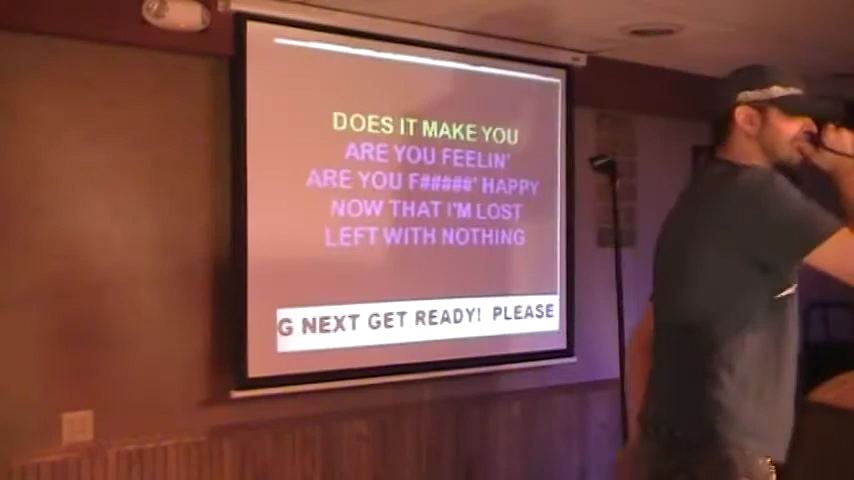 DOES IT MAKE YOU
ARE YOU FEELIN'
ARE YOU F#####' HAPPY
NOW THAT I'M LOST
LEFT WITH NOTHING
G NEXT GET READY! PLEASE